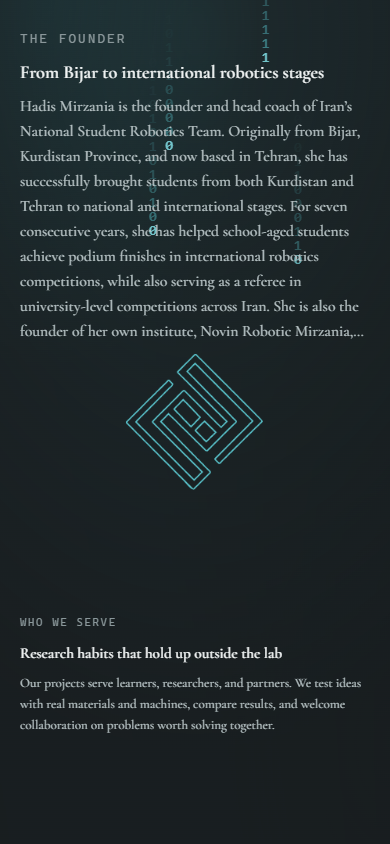 THE FOUNDER
From Bijar to international robotics stages
Hadis Mirzania is the founder and head coach of Iran’s
National Student Robotics Team. Originally from Bijar,
Kurdistan Province, and now based in Tehran, she has
successfully brought students from both Kurdistan and
Tehran to national and international stages. For seven
consecutive years, she has helped school-aged students
achieve podium finishes in international robotics
competitions, while also serving as a referee in
university-level competitions across Iran. She is also the
founder of her own institute, Novin Robotic Mirzania,...
WHO WE SERVE
Research habits that hold up outside the lab
Our projects serve learners, researchers, and partners. We test ideas
with real materials and machines, compare results, and welcome
collaboration on problems worth solving together.